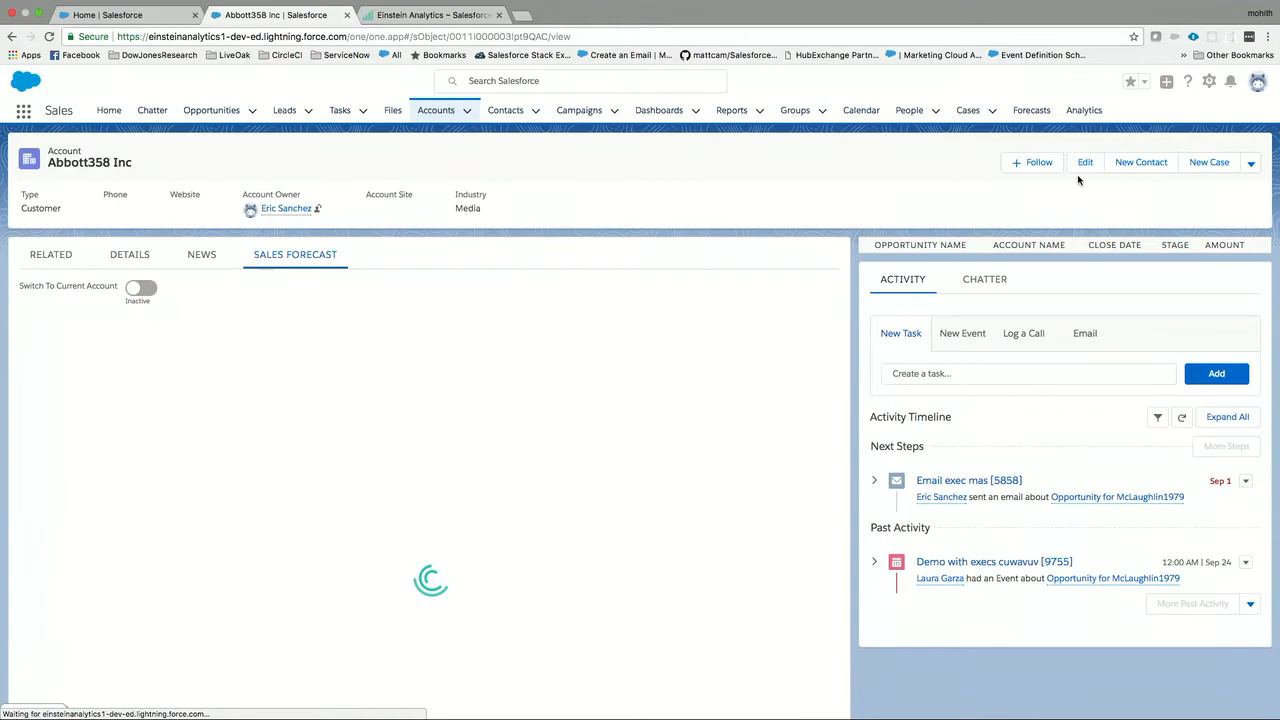 Home | Salesforce
Abbott358 Inc | Salesforce
Einstein Analytics ~ Salesforce
mohith
Secure
https://einsteinanalytics1-dev-ed.lightning.force.com/one/one.app#/sObject/0011I000003lpt9QAC/view
Apps
Facebook
DowJonesResearch
LiveOak
CircleCI
ServiceNow
All
Bookmarks
Salesforce Stack Ex...
Create an Email | M...
mattcam/Salesforce...
HubExchange Partn...
| Marketing Cloud A...
Event Definition Sch...
»
Other Bookmarks
Search Salesforce
Sales
Home
Chatter
Opportunities
Leads
Tasks
Files
Accounts
Contacts
Campaigns
Dashboards
Reports
Groups
Calendar
People
Cases
Forecasts
Analytics
Account
Abbott358 Inc
+ Follow
Edit
New Contact
New Case
Type
Phone
Website
Account Owner
Account Site
Industry
Customer
Eric Sanchez
Media
RELATED
DETAILS
NEWS
SALES FORECAST
Switch To Current Account
Inactive
OPPORTUNITY NAME
ACCOUNT NAME
CLOSE DATE
STAGE
AMOUNT
ACTIVITY
CHATTER
New Task
New Event
Log a Call
Email
Create a task...
Add
Activity Timeline
Expand All
Next Steps
More Steps
Email exec mas [5858]
Sep 1
Eric Sanchez sent an email about Opportunity for McLaughlin1979
Past Activity
Demo with execs cuwavuv [9755]
12:00 AM | Sep 24
Laura Garza had an Event about Opportunity for McLaughlin1979
More Past Activity
Waiting for einsteinanalytics1-dev-ed.lightning.force.com...